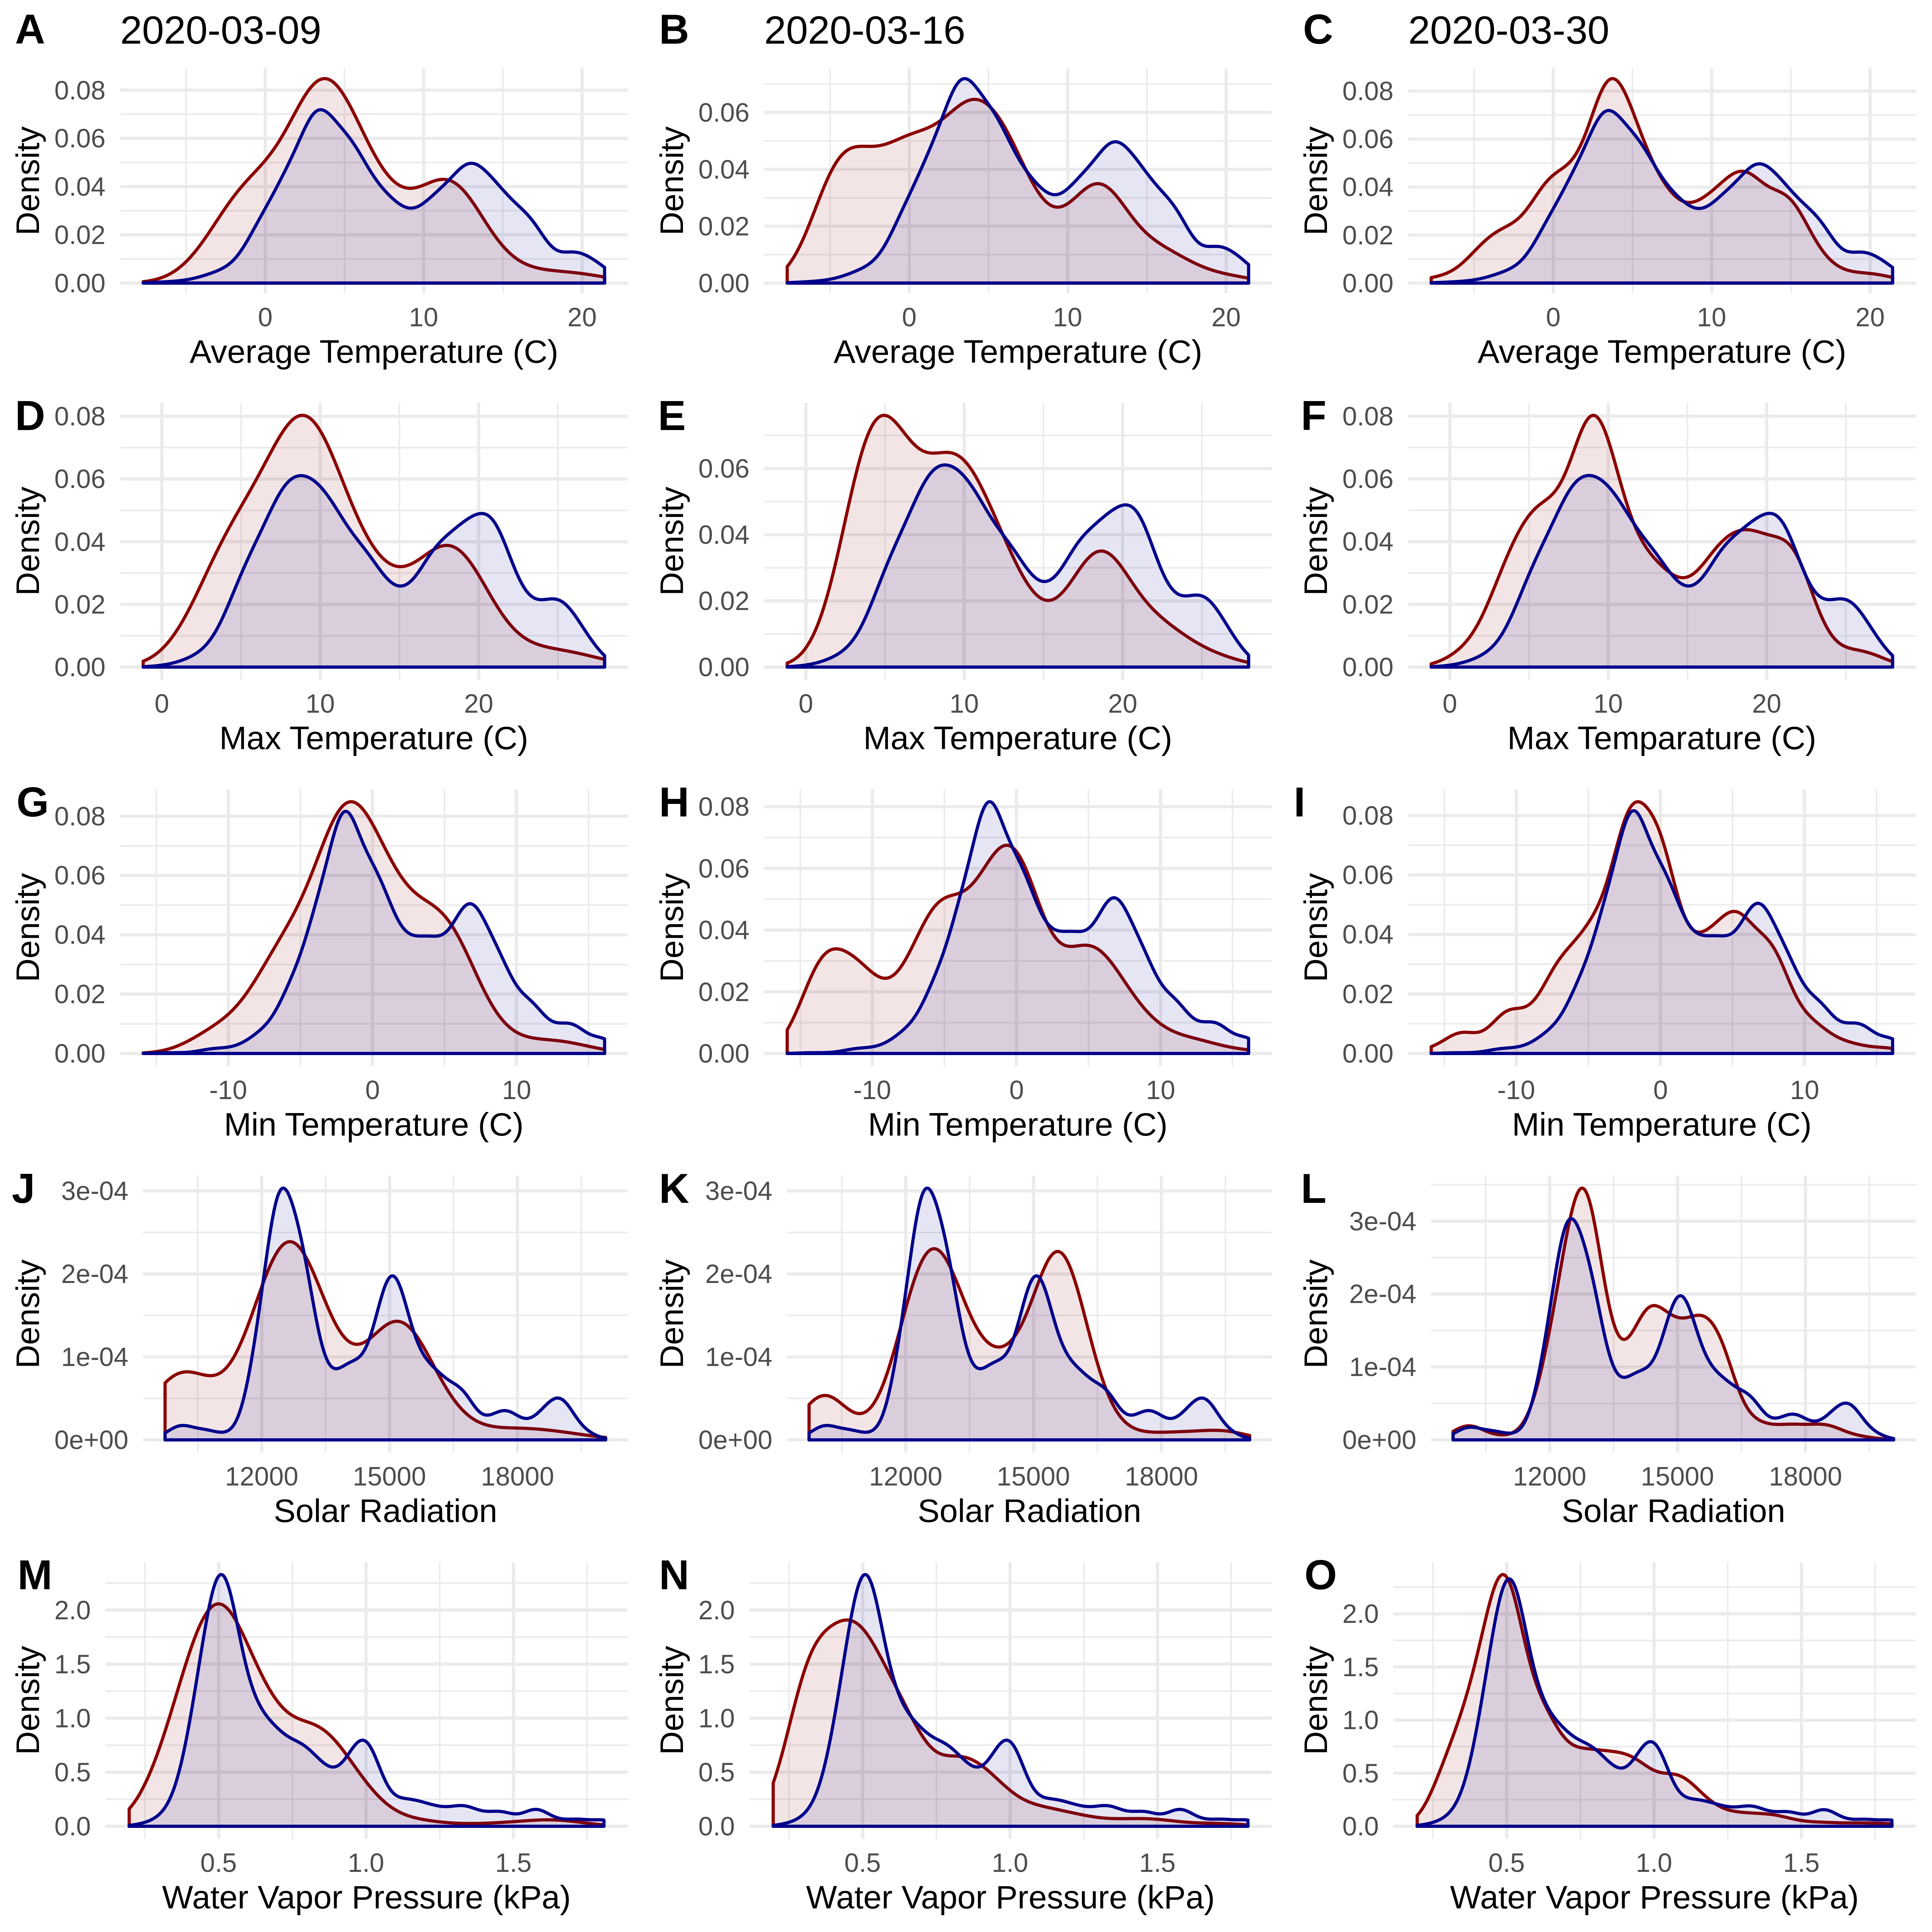 A 2020-03-09 B 2020-03-16 C 2020-03-30
Density
0.08
0.06
0.04
0.02
0.00
0 10 20
Average Temperature (C)
Density
0.06
0.04
0.02
0.00
0 10 20
Average Temperature (C)
Density
0.08
0.06
0.04
0.02
0.00
0 10 20
Average Temperature (C)
D
Density
0.08
0.06
0.04
0.02
0.00
0 10 20
Max Temperature (C)
E
Density
0.06
0.04
0.02
0.00
0 10 20
Max Temperature (C)
F
Density
0.08
0.06
0.04
0.02
0.00
0 10 20
Max Temparature (C)
G
Density
0.08
0.06
0.04
0.02
0.00
-10 0 10
Min Temperature (C)
H
Density
0.08
0.06
0.04
0.02
0.00
-10 0 10
Min Temperature (C)
I
Density
0.08
0.06
0.04
0.02
0.00
-10 0 10
Min Temperature (C)
J
Density
3e-04
2e-04
1e-04
0e+00
12000 15000 18000
Solar Radiation
K
Density
3e-04
2e-04
1e-04
0e+00
12000 15000 18000
Solar Radiation
L
Density
3e-04
2e-04
1e-04
0e+00
12000 15000 18000
Solar Radiation
M
Density
2.0
1.5
1.0
0.5
0.0
0.5 1.0 1.5
Water Vapor Pressure (kPa)
N
Density
2.0
1.5
1.0
0.5
0.0
0.5 1.0 1.5
Water Vapor Pressure (kPa)
O
Density
2.0
1.5
1.0
0.5
0.0
0.5 1.0 1.5
Water Vapor Pressure (kPa)